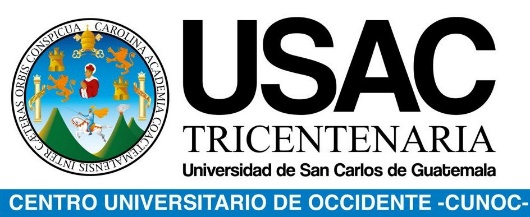 CAROLINA ACADEMIA COACTEMALENSIS INTER CÆTERAS ORBIS CONSPICUA
USAC
TRICENTENARIA
Universidad de San Carlos de Guatemala
CENTRO UNIVERSITARIO DE OCCIDENTE -CUNOC-